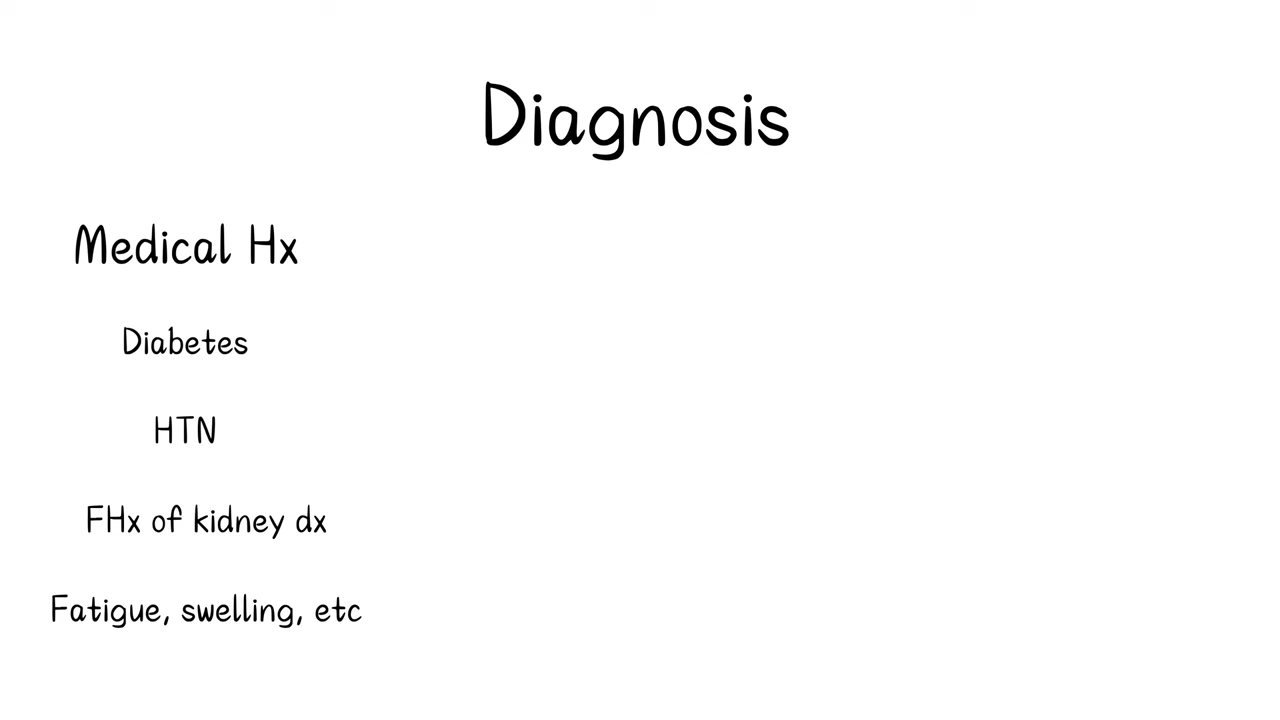 Diagnosis
Medical Hx
Diabetes
HTN
FHx of kidney dx
Fatigue, swelling, etc